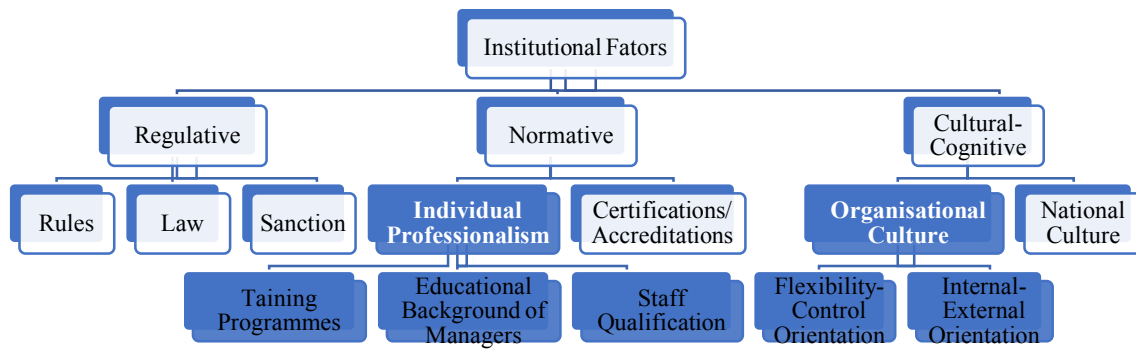 Institutional Fators
Regulative
Normative
Cultural-
Cognitive
Rules
Law
Sanction
Individual
Professionalism
Certifications/
Accreditations
Organisational
Culture
National
Culture
Taining
Programmes
Educational
Background of
Managers
Staff
Qualification
Flexibility-
Control
Orientation
Internal-
External
Orientation